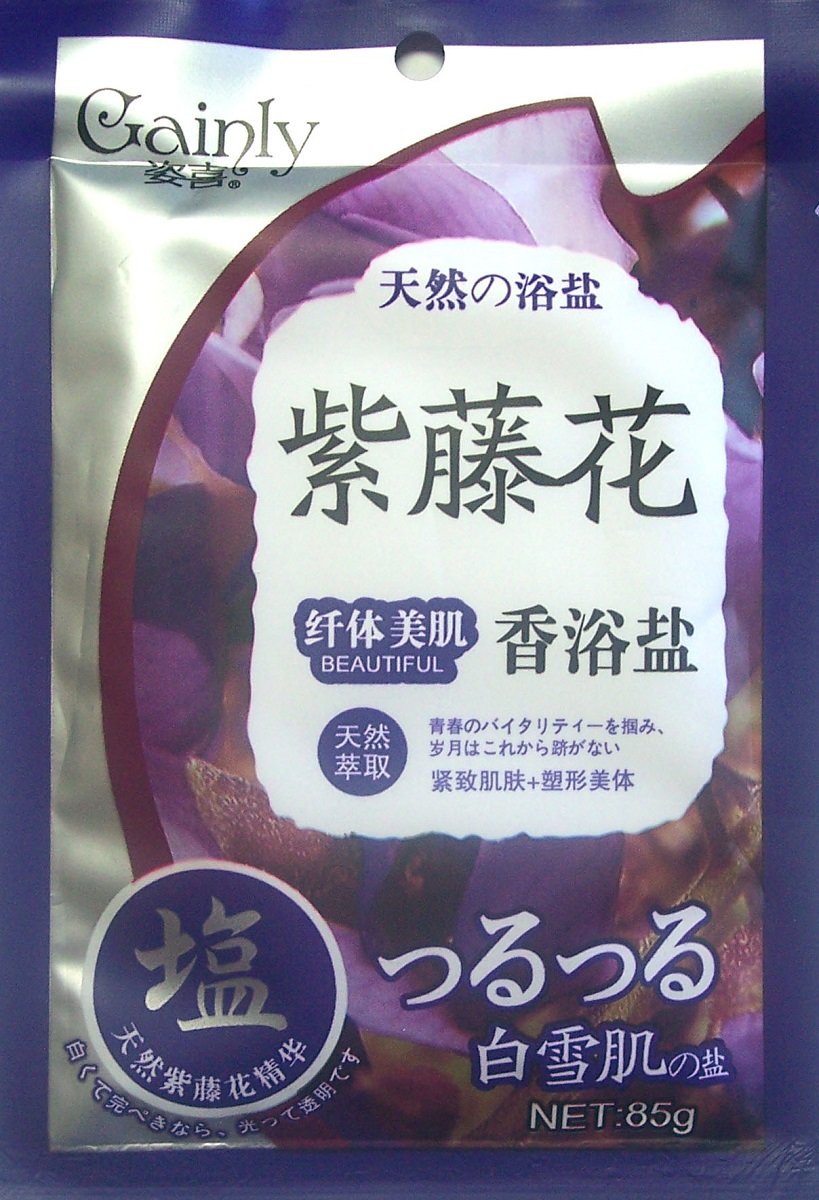 Gainly
姿喜®
天然の浴盐
紫藤花
纤体美肌
BEAUTIFUL
香浴盐
天然
萃取
青春のバイタリティーを掴み、
岁月はこれから跻がない
紧致肌肤+塑形美体
塩
天然紫藤花精华
白くて完ぺきなら、光って透明です
つるつる
白雪肌の盐
NET:85g